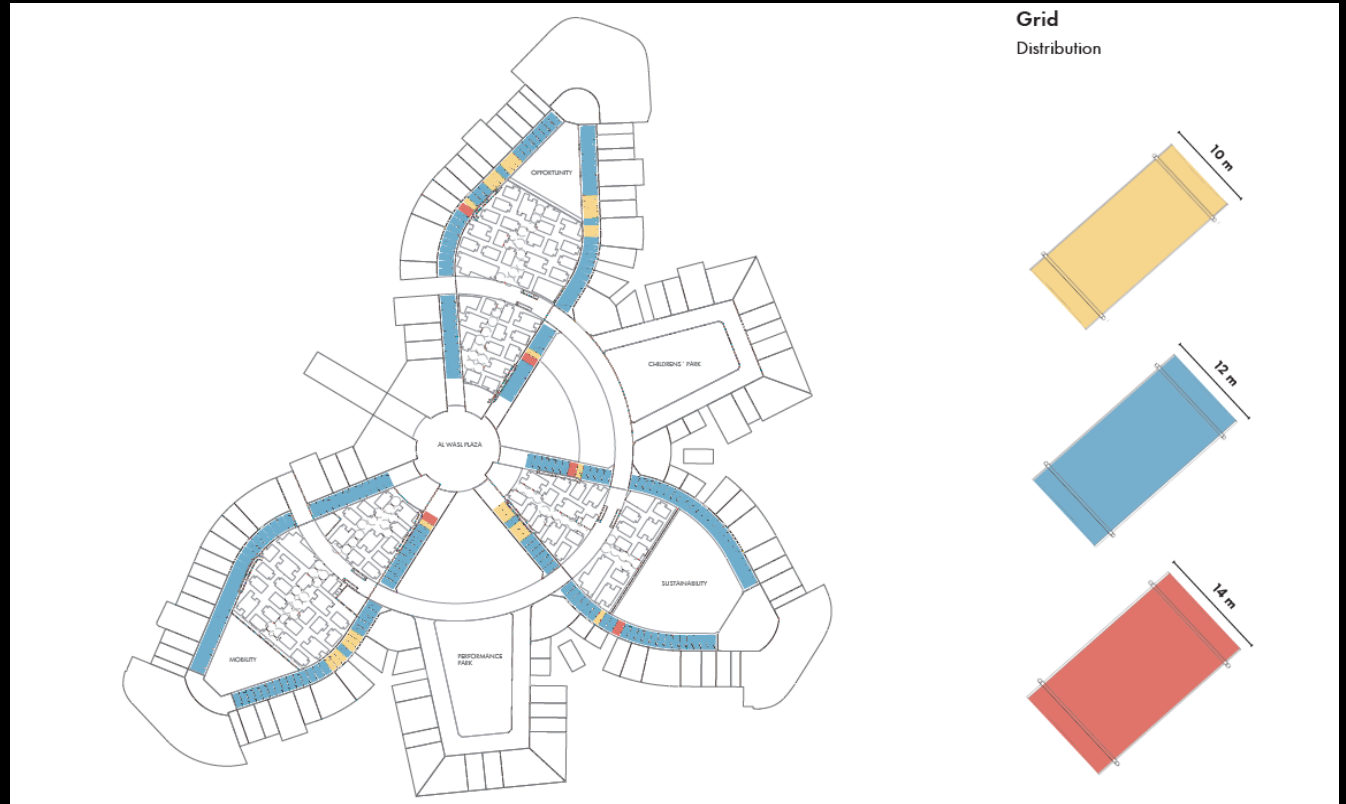 Grid
Distribution
OPPORTUNITY
CHILDRENS ' PARK
AL WASL PLAZA
SUSTAINABILITY
MOBILITY
PERFORMANCE
PARK
10 m
12 m
14 m